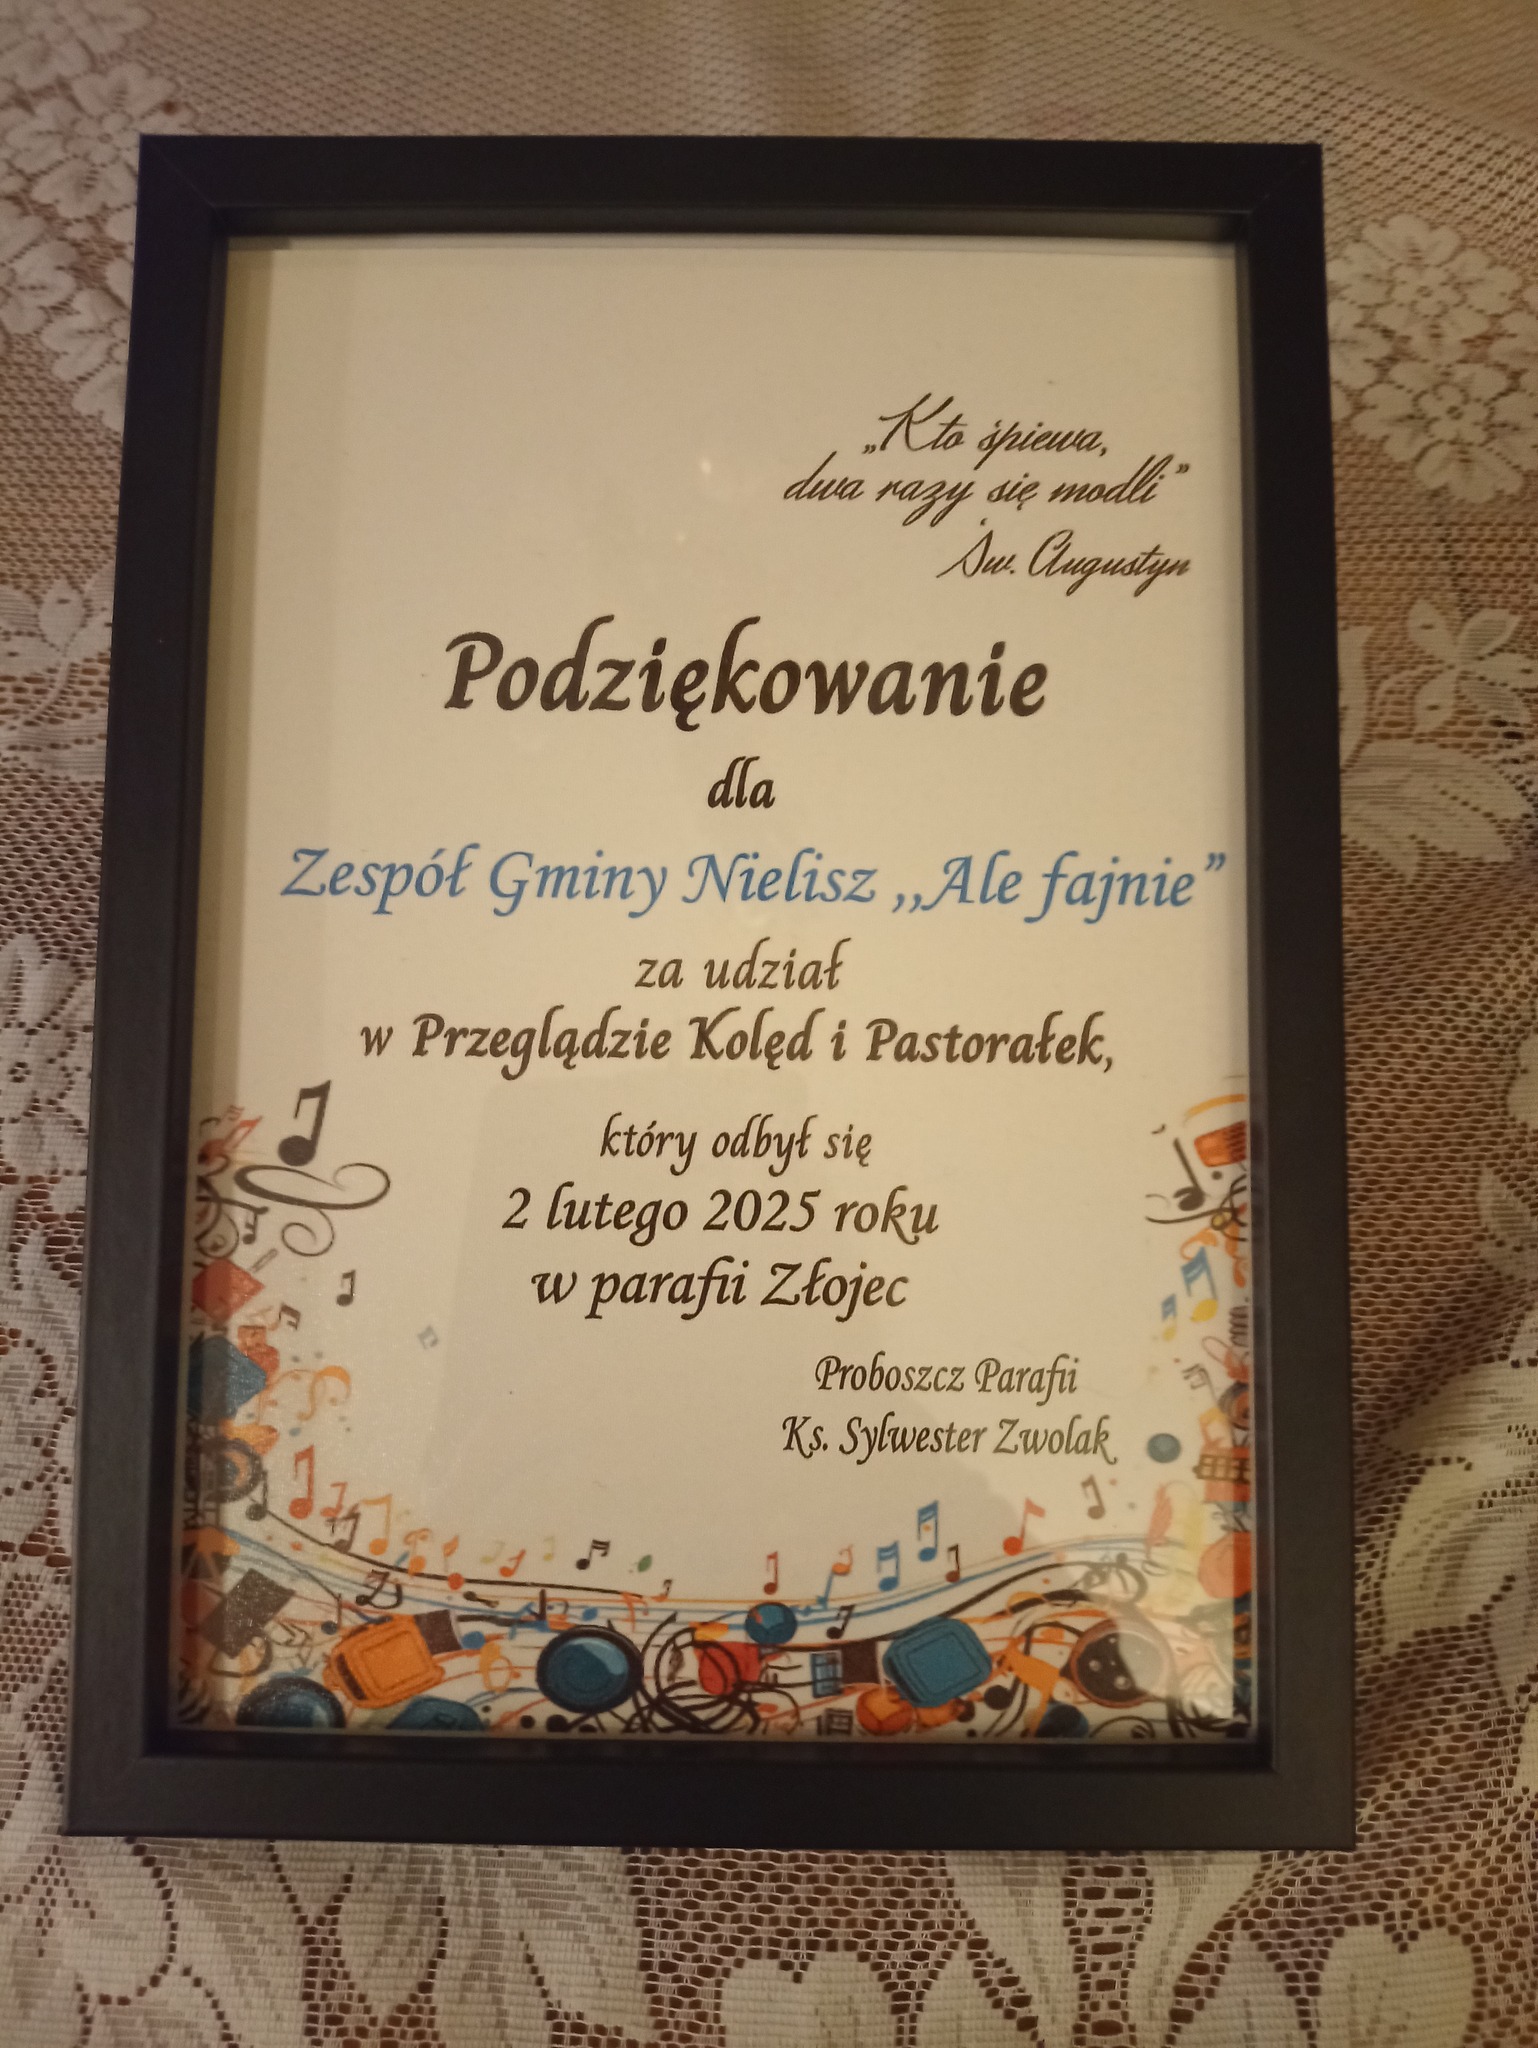 „Kto śpiewa,
dwa razy się modli”
Św. Augustyn
Podziękowanie
dla
Zespół Gminy Nielisz ,,Ale fajnie”
za udział
w Przeglądzie Kolęd i Pastorałek,
który odbył się
2 lutego 2025 roku
w parafii Złojec
Proboszcz Parafii
Ks. Sylwester Zwolak